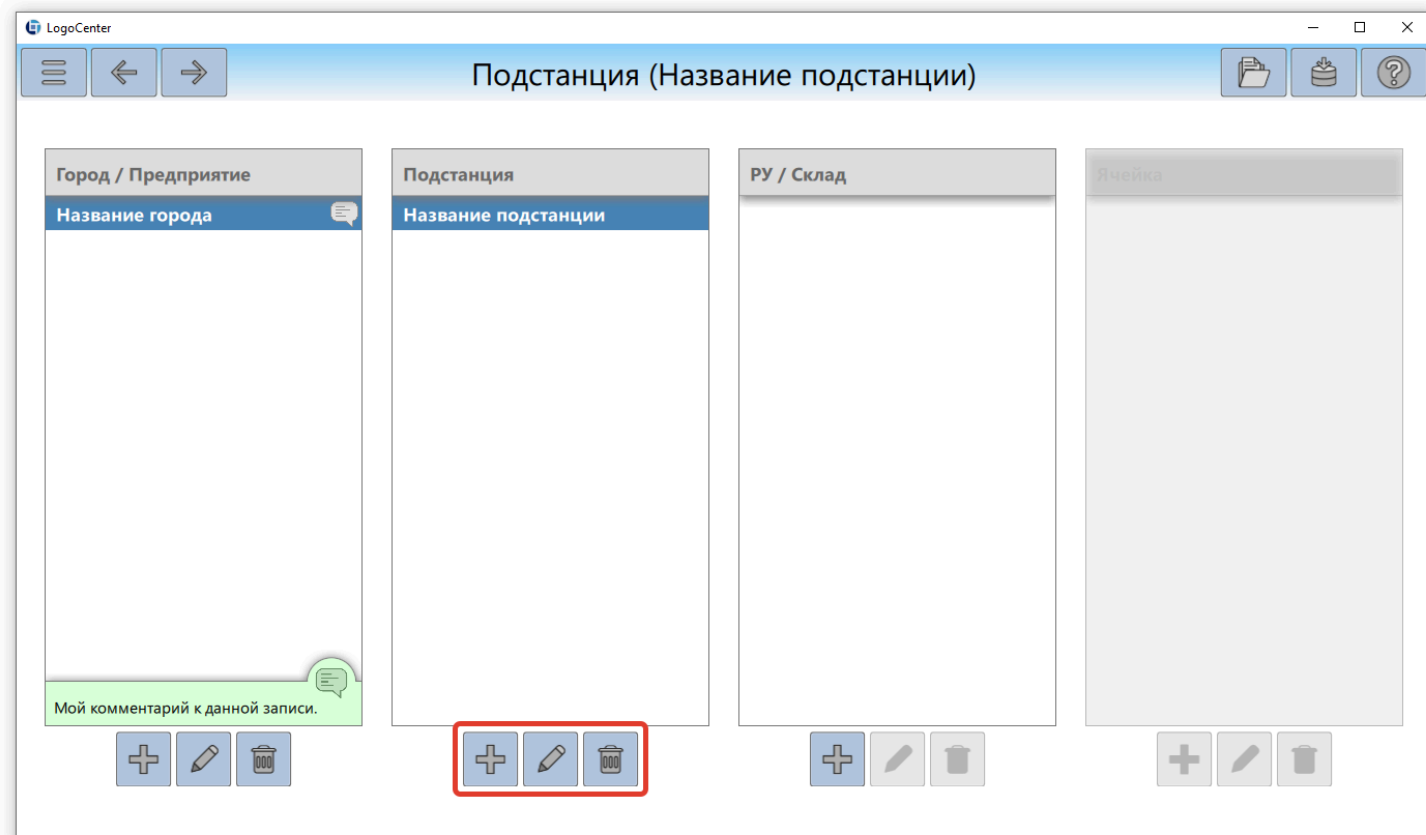 LogoCenter
Подстанция (Название подстанции)
Город / Предприятие
Подстанция
РУ / Склад
Ячейка
Название города
Название подстанции
Мой комментарий к данной записи.